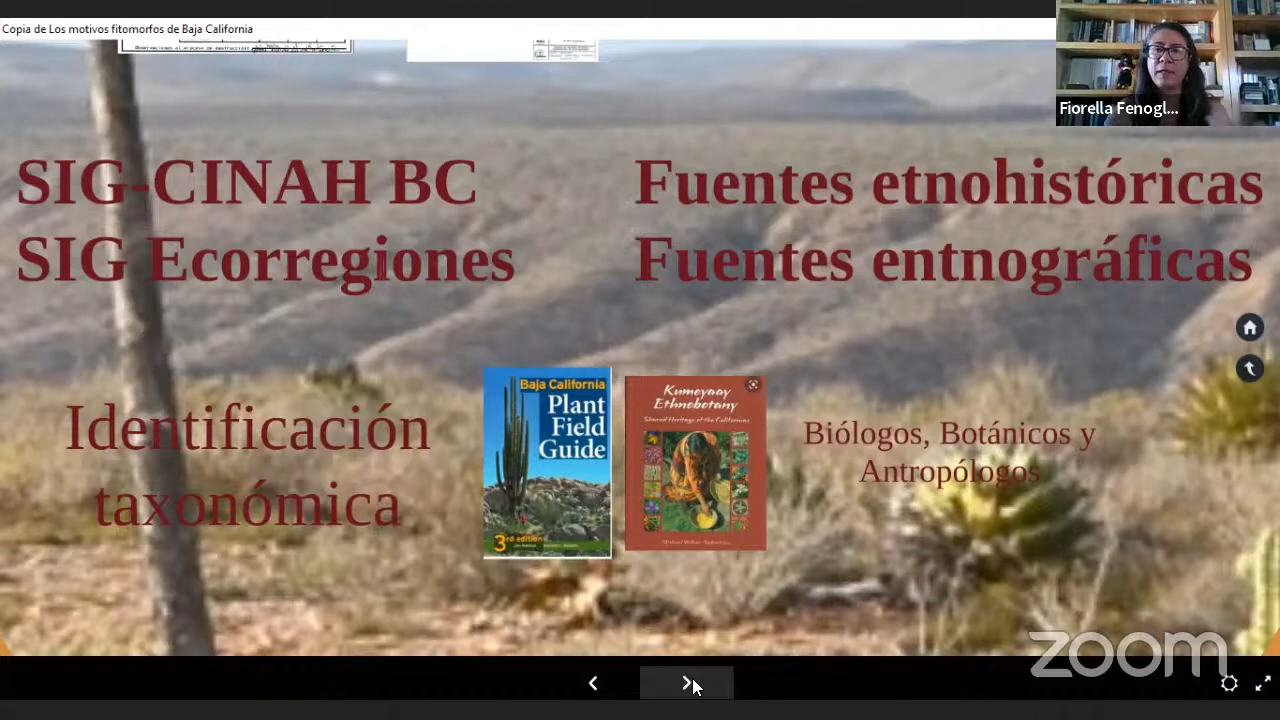 Copia de Los motivos fitomorfos de Baja California
Fiorella Fenogl...
SIG-CINAH BC
SIG Ecorregiones
Fuentes etnohistóricas
Fuentes entnográficas
Identificación
taxonómica
Baja California
Plant
Field
Guide
3rd edition
Kumeyaay
Ethnobotany
Shared Heritage of the Californias
Biólogos, Botánicos y
Antropólogos
zoom